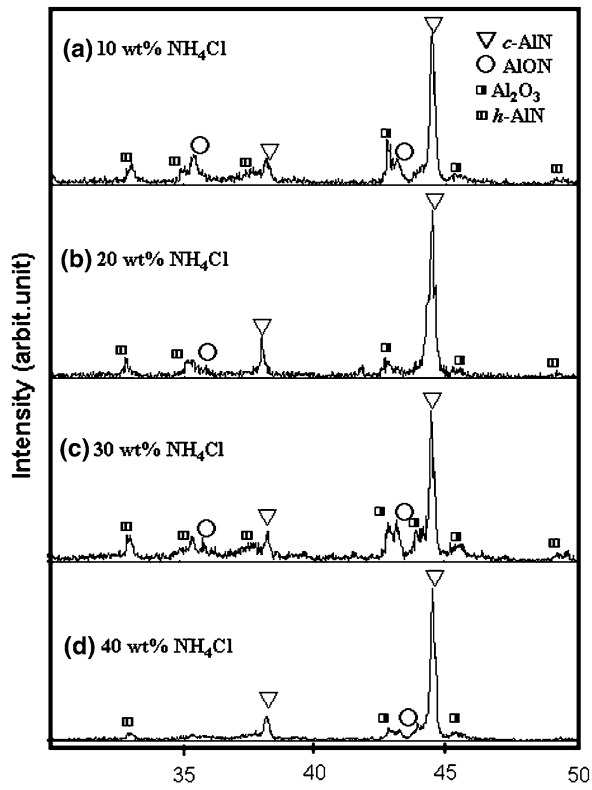 (a) 10 wt% NH₄Cl
c-AlN
AlON
Al₂O₃
h-AlN
(b) 20 wt% NH₄Cl
(c) 30 wt% NH₄Cl
(d) 40 wt% NH₄Cl
Intensity (arbit.unit)
35 40 45 50